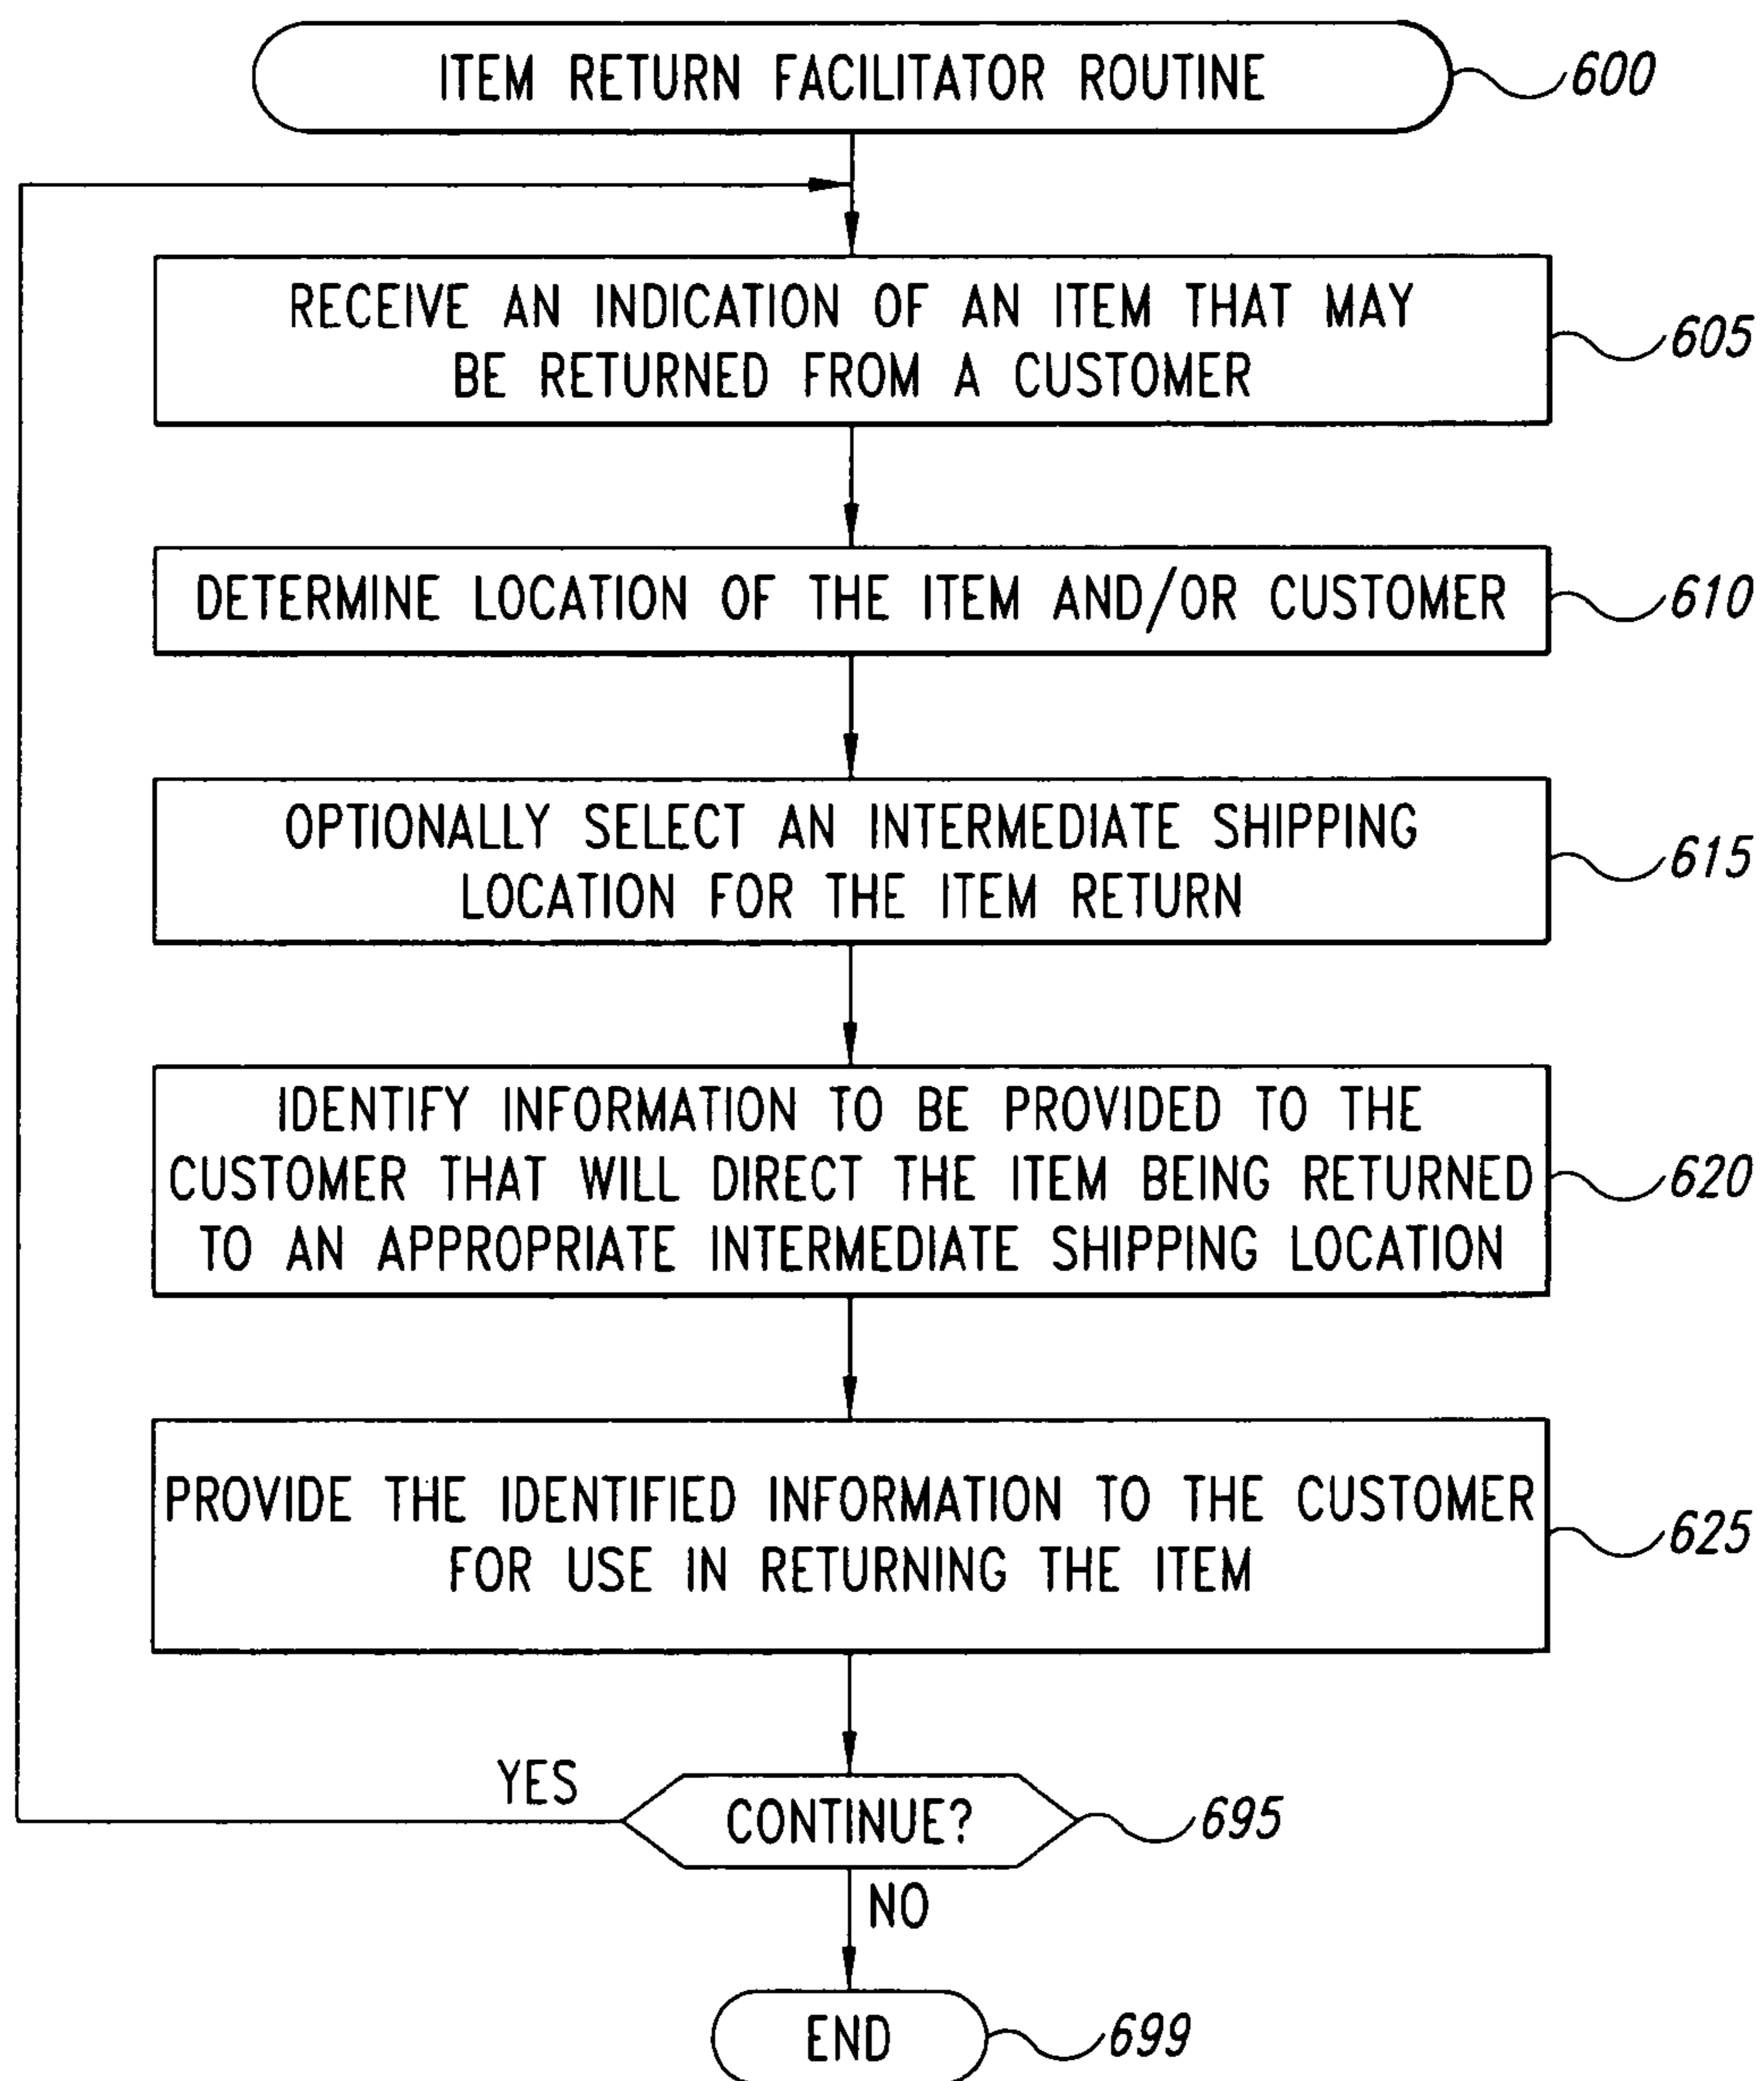 ITEM RETURN FACILITATOR ROUTINE
600
RECEIVE AN INDICATION OF AN ITEM THAT MAY
BE RETURNED FROM A CUSTOMER
605
DETERMINE LOCATION OF THE ITEM AND/OR CUSTOMER
610
OPTIONALLY SELECT AN INTERMEDIATE SHIPPING
LOCATION FOR THE ITEM RETURN
615
IDENTIFY INFORMATION TO BE PROVIDED TO THE
CUSTOMER THAT WILL DIRECT THE ITEM BEING RETURNED
TO AN APPROPRIATE INTERMEDIATE SHIPPING LOCATION
620
PROVIDE THE IDENTIFIED INFORMATION TO THE CUSTOMER
FOR USE IN RETURNING THE ITEM
625
YES
CONTINUE?
695
NO
END
699